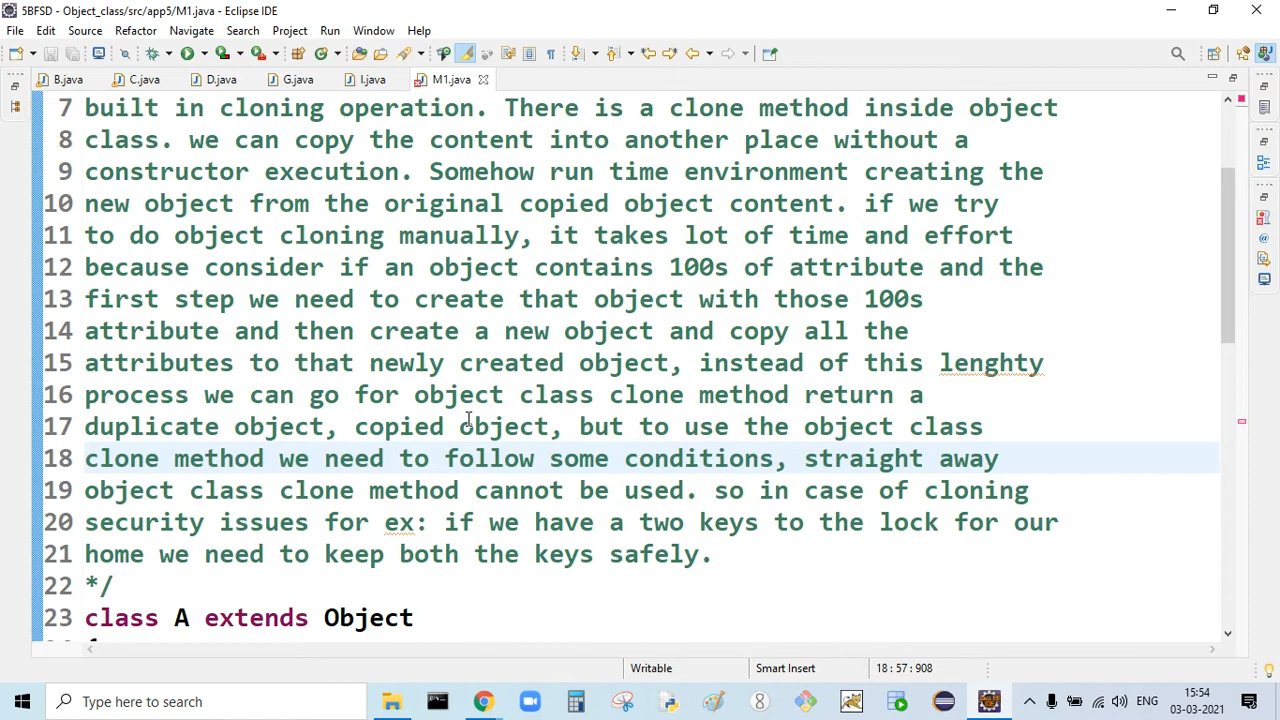 5BFSD - Object_class/src/app5/M1.java - Eclipse IDE
File Edit Source Refactor Navigate Search Project Run Window Help
B.java C.java D.java G.java I.java M1.java
7 built in cloning operation. There is a clone method inside object
8 class. we can copy the content into another place without a
9 constructor execution. Somehow run time environment creating the
10 new object from the original copied object content. if we try
11 to do object cloning manually, it takes lot of time and effort
12 because consider if an object contains 100s of attribute and the
13 first step we need to create that object with those 100s
14 attribute and then create a new object and copy all the
15 attributes to that newly created object, instead of this lenghty
16 process we can go for object class clone method return a
17 duplicate object, copied object, but to use the object class
18 clone method we need to follow some conditions, straight away
19 object class clone method cannot be used. so in case of cloning
20 security issues for ex: if we have a two keys to the lock for our
21 home we need to keep both the keys safely.
22 */
23 class A extends Object
Writable Smart Insert 18 : 57 : 908
Type here to search
ENG
15:54
03-03-2021